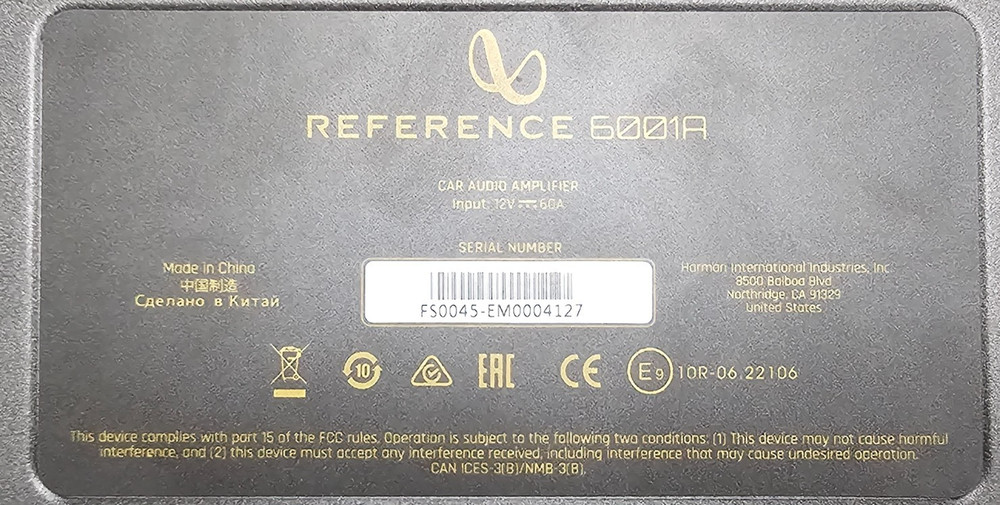 REFERENCE 6001A
CAR AUDIO AMPLIFIER
Input: 12V ⎓ 60A
SERIAL NUMBER
FS0045-EM0004127
Made in China
中国制造
Сделано в Китай
Harman International Industries, Inc.
8500 Balboa Blvd
Northridge, CA 91329
United States
10
EAC
CE
E9 10R-06.22106
This device complies with part 15 of the FCC rules. Operation is subject to the following two conditions: (1) This device may not cause harmful
interference, and (2) this device must accept any interference received, including interference that may cause undesired operation.
CAN ICES-3(B)/NMB-3(B).